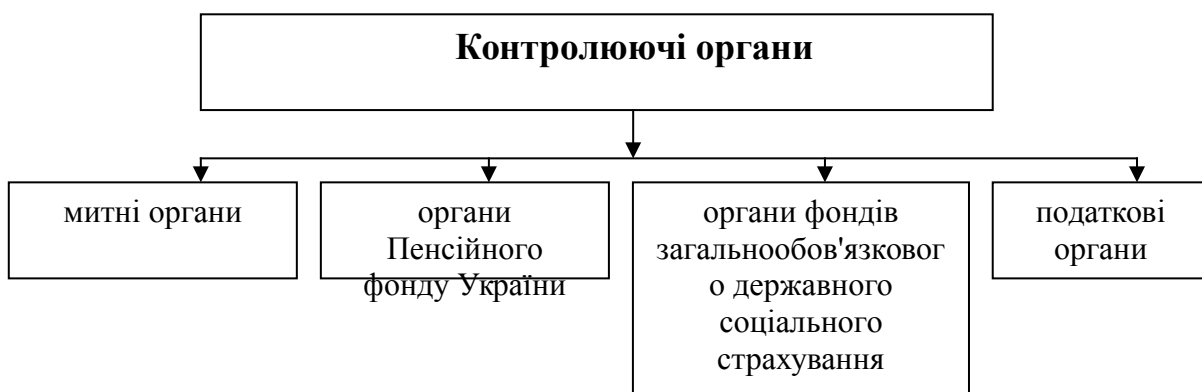 Контролюючі органи
митні органи
органи
Пенсійного
фонду України
органи фондів
загальнообов'язковог
о державного
соціального
страхування
податкові
органи